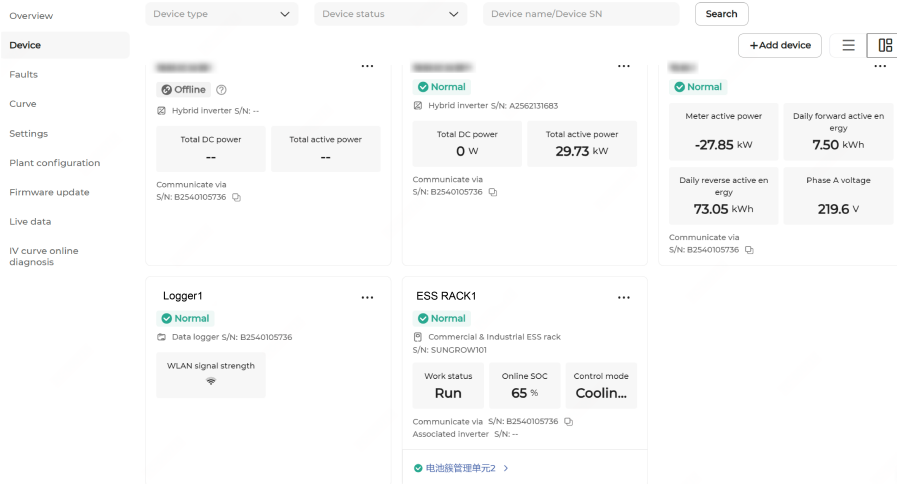 Overview
Device type
Device status
Device name/Device SN
Search
Device
+Add device
Faults
Curve
Settings
Plant configuration
Firmware update
Live data
IV curve online
diagnosis
...
Offline
Hybrid inverter S/N: --
Total DC power
--
Total active power
--
Communicate via
S/N: B2540105736
...
Normal
Hybrid inverter S/N: A2562131683
Total DC power
0 W
Total active power
29.73 kW
Communicate via
S/N: B2540105736
...
Normal
Meter active power
-27.85 kW
Daily forward active en
ergy
7.50 kWh
Daily reverse active en
ergy
73.05 kWh
Phase A voltage
219.6 V
Communicate via
S/N: B2540105736
Logger1
...
Normal
Data logger S/N: B2540105736
WLAN signal strength
ESS RACK1
...
Normal
Commercial & Industrial ESS rack
S/N: SUNGROW101
Work status
Run
Online SOC
65 %
Control mode
Coolin...
Communicate via S/N: B2540105736
Associated inverter S/N: --
电池簇管理单元2